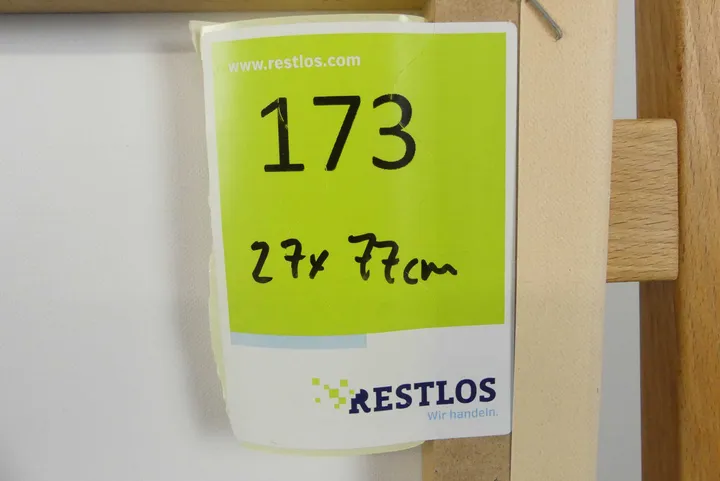 www.restlos.com
173
27x 77cm
RESTLOS
Wir handeln.